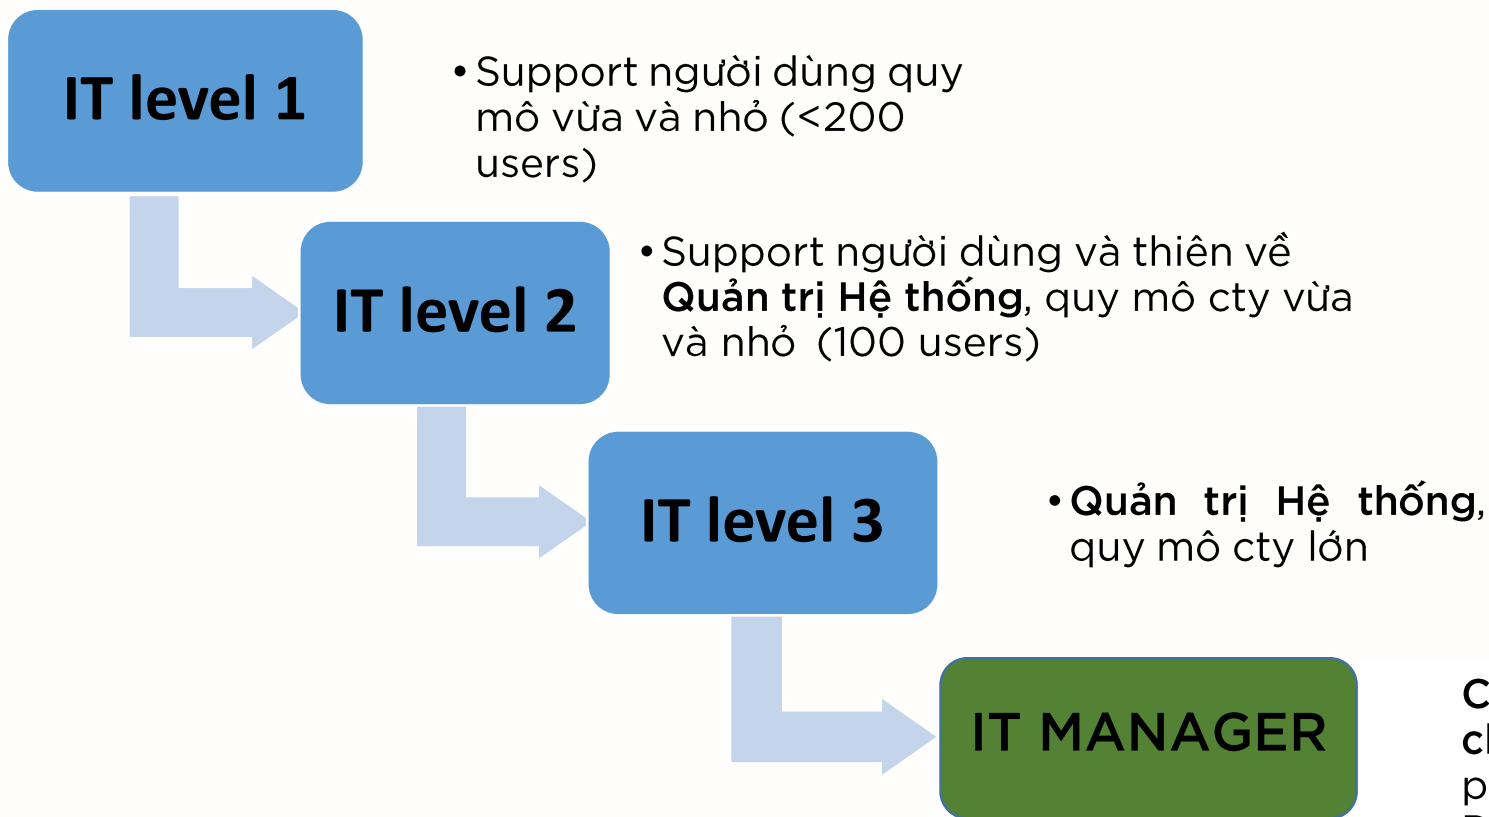 IT level 1
• Support người dùng quy
mô vừa và nhỏ (<200
users)
IT level 2
• Support người dùng và thiên về
Quản trị Hệ thống, quy mô cty vừa
và nhỏ (100 users)
IT level 3
• Quản trị Hệ thống,
quy mô cty lớn
IT MANAGER